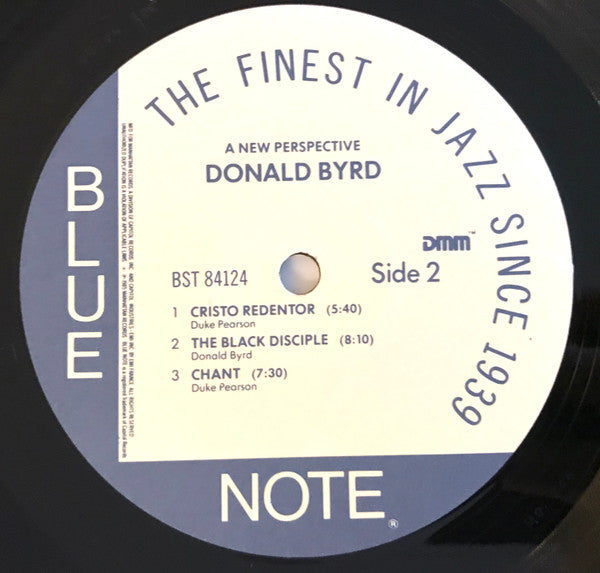 THE FINEST IN JAZZ SINCE 1939
A NEW PERSPECTIVE
DONALD BYRD
DMM™
BST 84124
Side 2
1 CRISTO REDENTOR (5:40)
Duke Pearson
2 THE BLACK DISCIPLE (8:10)
Donald Byrd
3 CHANT (7:30)
Duke Pearson
BLUE
NOTE®